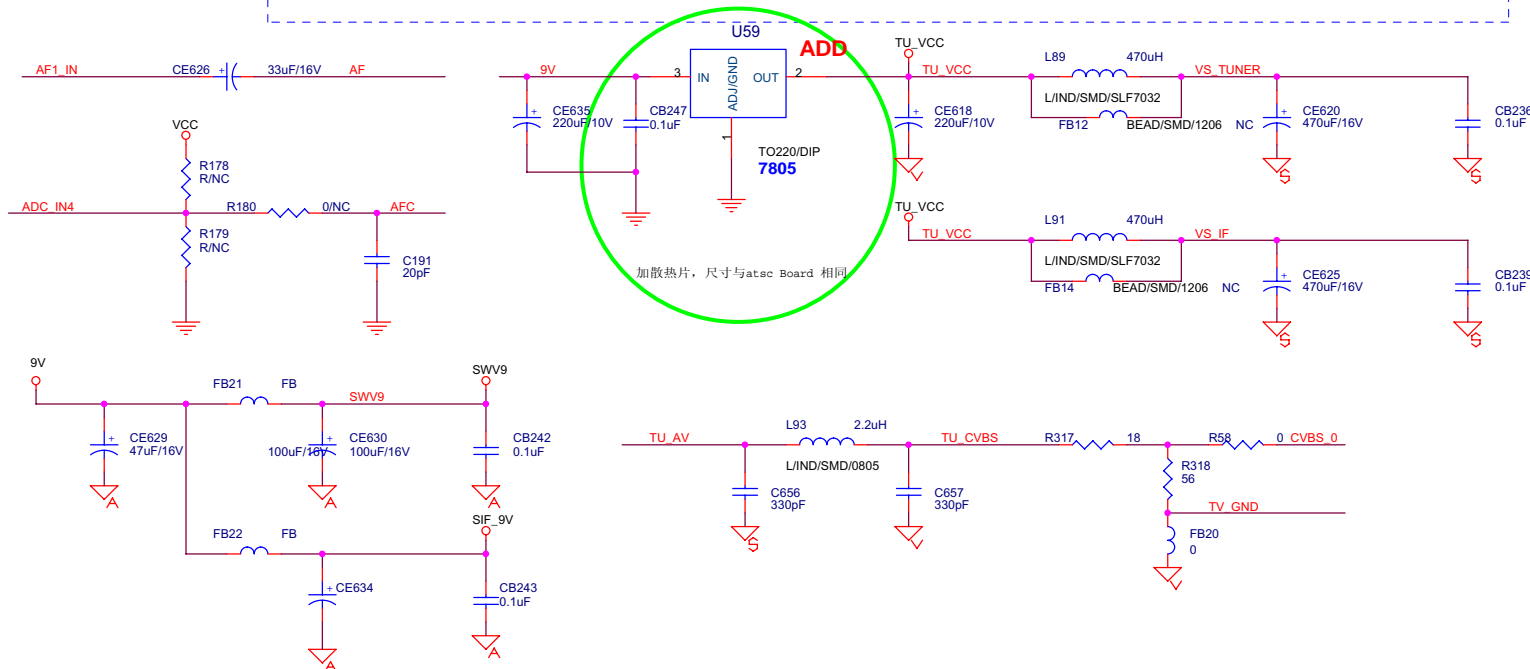 U59
ADD
AF1_IN
CE626
+
33uF/16V
AF
9V
3
IN
ADJ/GND
OUT
2
1
CE635
220uF/10V
+
CB247
0.1uF
TO220/DIP
7805
加散热片，尺寸与atsc Board 相同
TU_VCC
TU_VCC
+
CE618
220uF/10V
V
L89
470uH
L/IND/SMD/SLF7032
FB12
BEAD/SMD/1206
NC
VS_TUNER
+
CE620
470uF/16V
S
CB236
0.1uF
S
VCC
R178
R/NC
ADC_IN4
R180
0/NC
AFC
R179
R/NC
C191
20pF
TU_VCC
TU_VCC
L91
470uH
L/IND/SMD/SLF7032
FB14
BEAD/SMD/1206
NC
VS_IF
+
CE625
470uF/16V
S
CB239
0.1uF
S
9V
FB21
FB
SWV9
SWV9
+
CE629
47uF/16V
A
100uF/16V
+
CE630
100uF/16V
A
CB242
0.1uF
A
FB22
FB
SIF_9V
+
CE634
A
CB243
0.1uF
A
TU_AV
L93
2.2uH
L/IND/SMD/0805
TU_CVBS
R317
18
R58
0
CVBS_0
C656
330pF
S
C657
330pF
V
R318
56
TV_GND
FB20
0
V